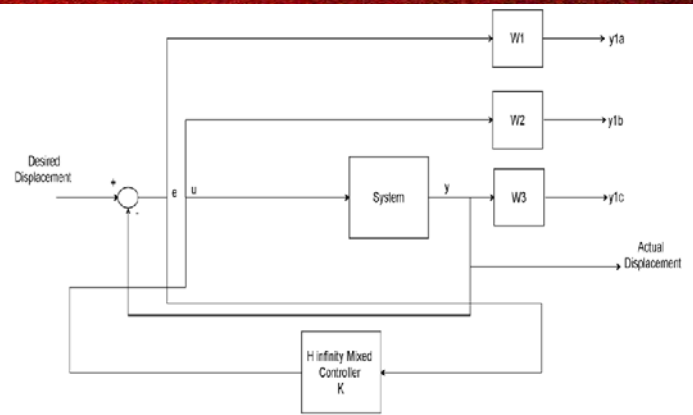 W1
y1a
W2
y1b
Desired
Displacement
+
-
e
u
System
y
W3
y1c
Actual
Displacement
H infinity Mixed
Controller
K